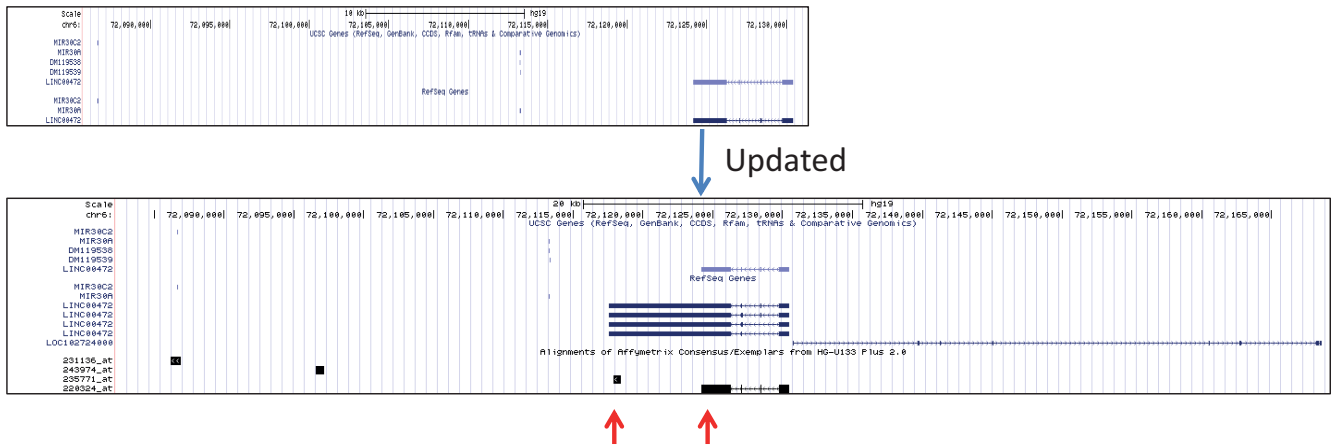 Scale 10 kb hg19
chr6: 72,090,000 72,095,000 72,100,000 72,105,000 72,110,000 72,115,000 72,120,000 72,125,000 72,130,000
UCSC Genes (RefSeq, GenBank, CCDS, Rfam, tRNAs & Comparative Genomics)
MIR30C2
MIR30A
DM119538
DM119539
LINC00472
RefSeq Genes
MIR30C2
MIR30A
LINC00472
Updated
Scale 20 kb hg19
chr6: 72,090,000 72,095,000 72,100,000 72,105,000 72,110,000 72,115,000 72,120,000 72,125,000 72,130,000 72,135,000 72,140,000 72,145,000 72,150,000 72,155,000 72,160,000 72,165,000
UCSC Genes (RefSeq, GenBank, CCDS, Rfam, tRNAs & Comparative Genomics)
MIR30C2
MIR30A
DM119538
DM119539
LINC00472
RefSeq Genes
MIR30C2
MIR30A
LINC00472
LINC00472
LINC00472
LINC00472
LOC102724000
Alignments of Affymetrix Consensus/Exemplars from HG-U133 Plus 2.0
231136_at
243974_at
235771_at
220324_at